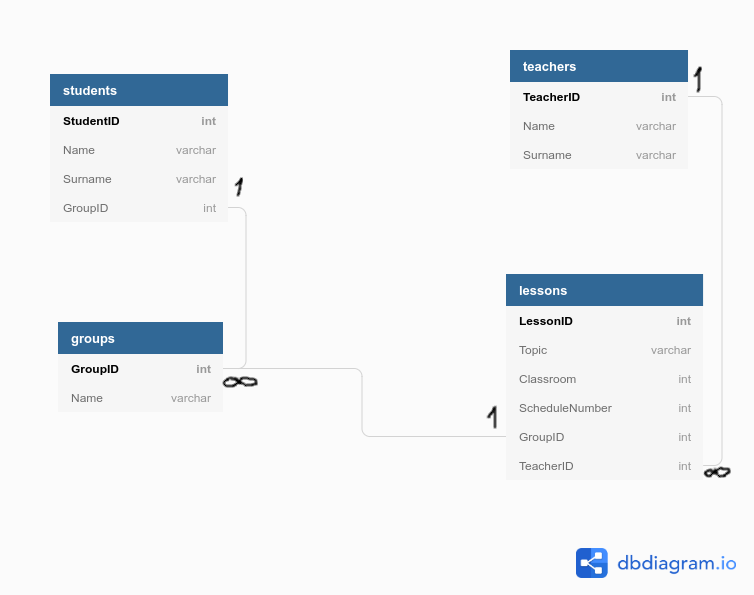 students
StudentID int
Name varchar
Surname varchar
GroupID int
1
groups
GroupID int
Name varchar
∞
teachers
TeacherID int
Name varchar
Surname varchar
1
lessons
LessonID int
Topic varchar
Classroom int
ScheduleNumber int
GroupID int
TeacherID int
1
∞
dbdiagram.io